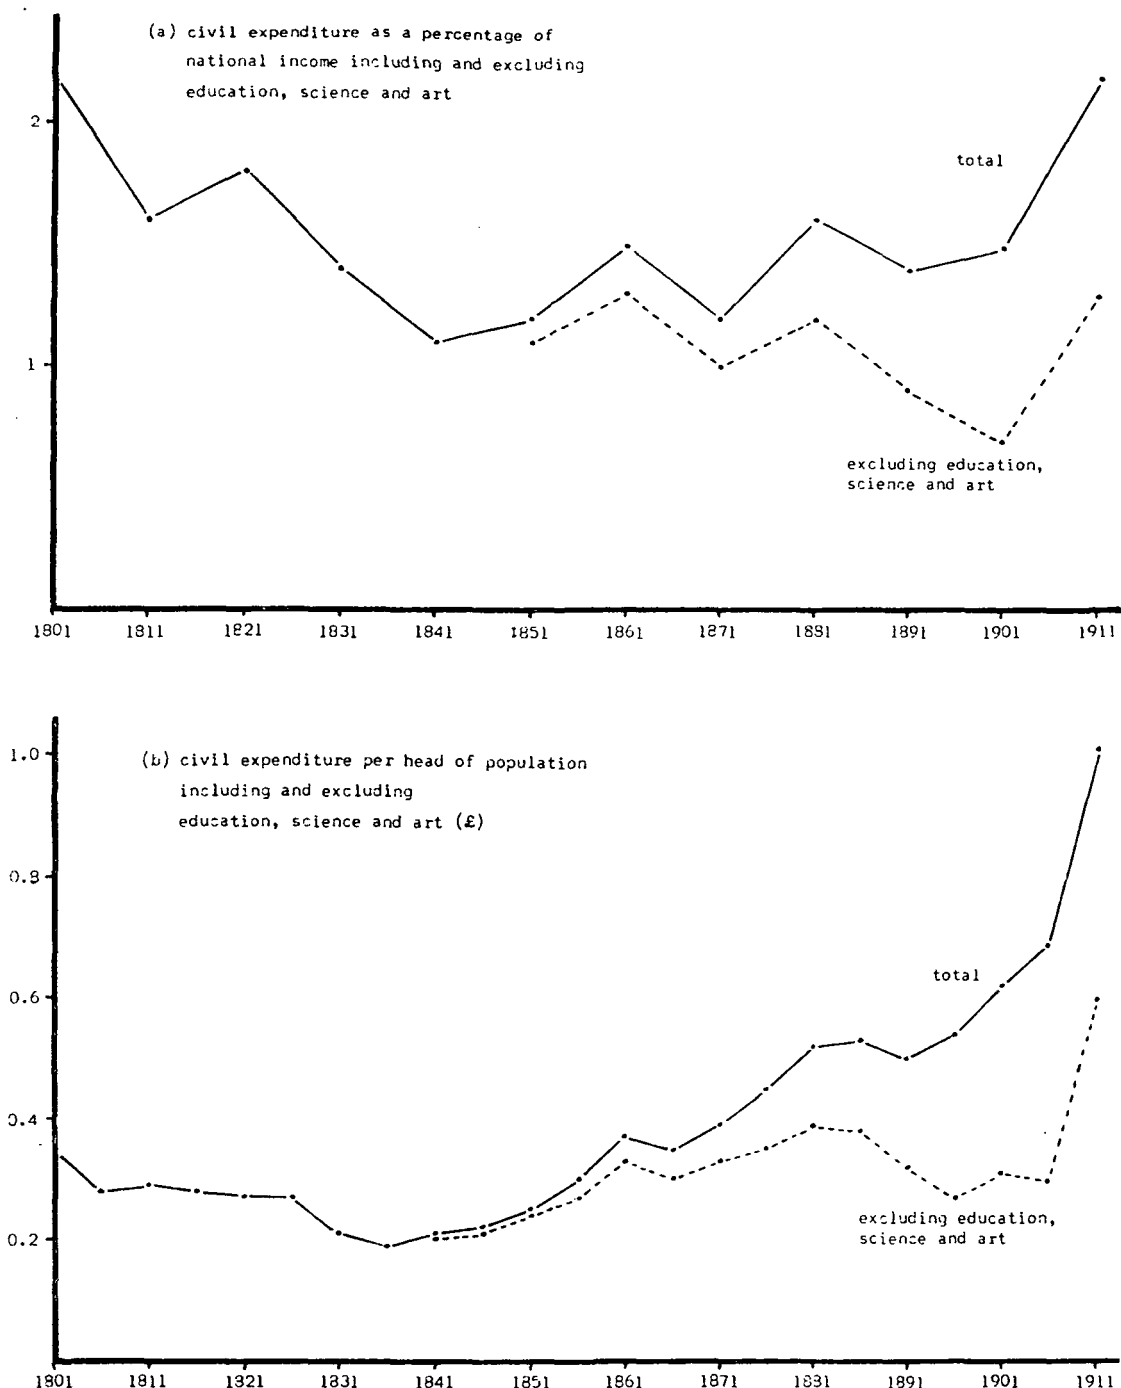 (a) civil expenditure as a percentage of
national income including and excluding
education, science and art
2
total
1
excluding education,
science and art
1801 1811 1821 1831 1841 1851 1861 1871 1881 1891 1901 1911
1.0
(b) civil expenditure per head of population
including and excluding
education, science and art (£)
0.8
total
0.6
0.4
excluding education,
science and art
0.2
1801 1811 1321 1831 1841 1851 1861 1871 1831 1891 1901 1911